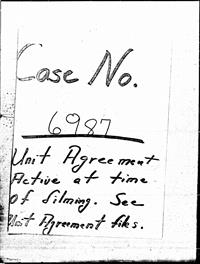 Case No.
6987
Unit Agreement
Active at time
of filming. See
Unit Agreement files.